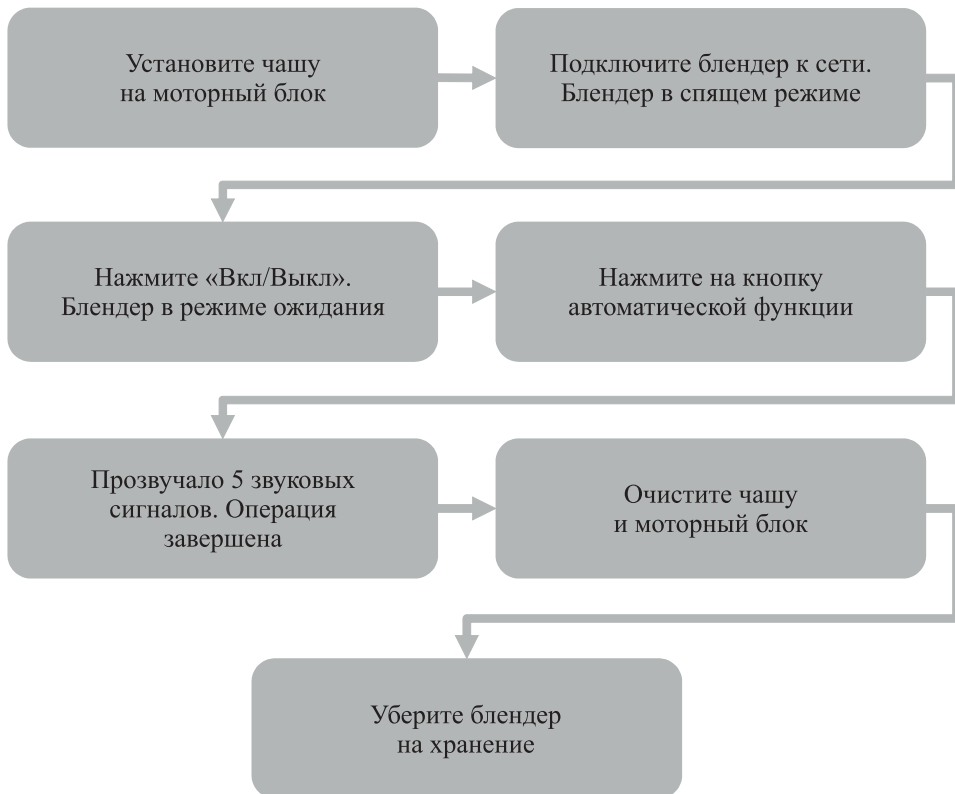 Установите чашу
на моторный блок
Подключите блендер к сети.
Блендер в спящем режиме
Нажмите «Вкл/Выкл».
Блендер в режиме ожидания
Нажмите на кнопку
автоматической функции
Прозвучало 5 звуковых
сигналов. Операция
завершена
Очистите чашу
и моторный блок
Уберите блендер
на хранение